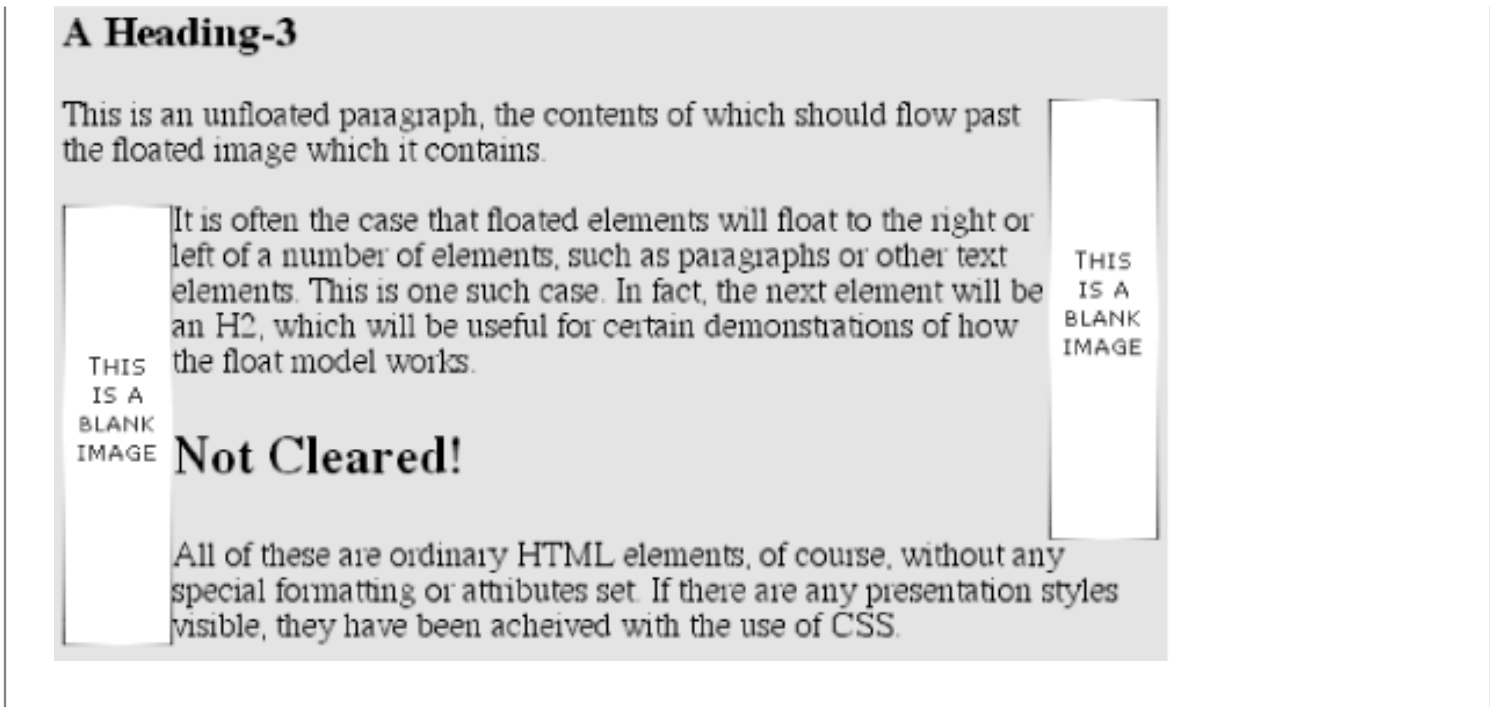 A Heading-3
This is an unfloated paragraph, the contents of which should flow past
the floated image which it contains.
THIS
IS A
BLANK
IMAGE
It is often the case that floated elements will float to the right or
left of a number of elements, such as paragraphs or other text
elements. This is one such case. In fact, the next element will be
an H2, which will be useful for certain demonstrations of how
the float model works.
THIS
IS A
BLANK
IMAGE
Not Cleared!
All of these are ordinary HTML elements, of course, without any
special formatting or attributes set. If there are any presentation styles
visible, they have been acheived with the use of CSS.